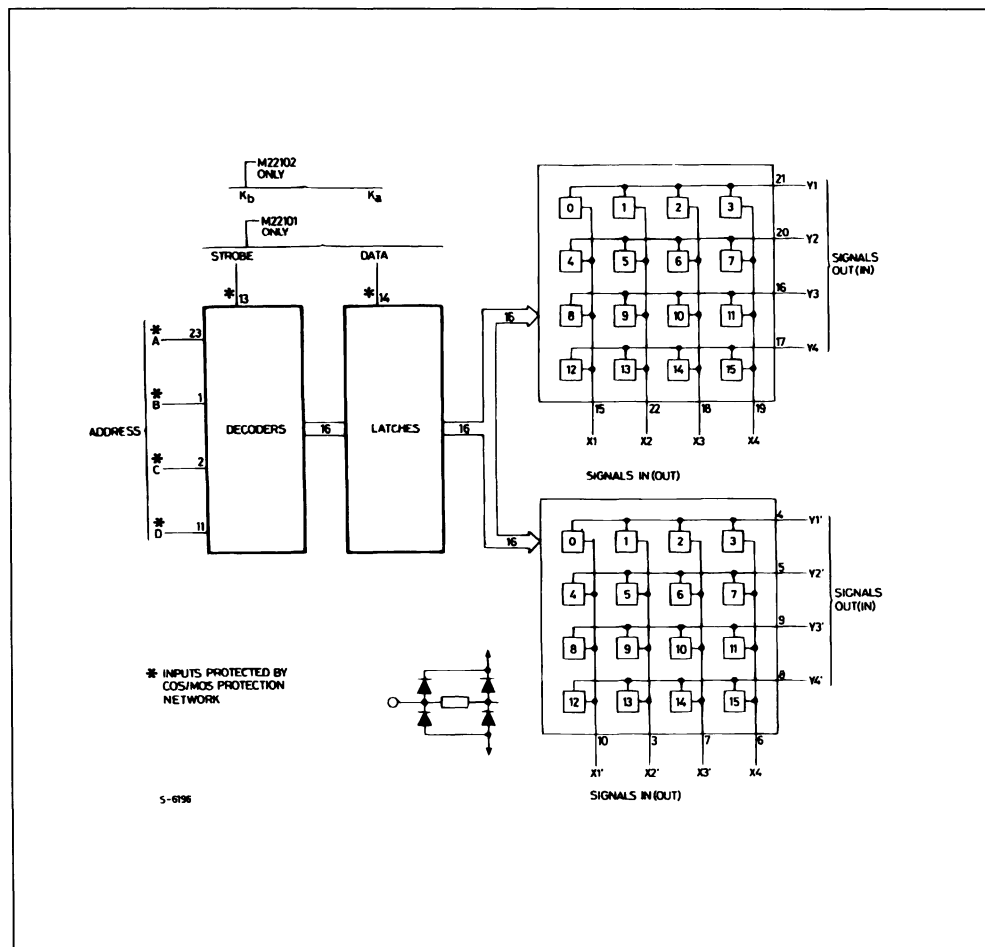 M22102
ONLY
Kb Ka
M22101
ONLY
STROBE DATA
* 13 * 14
ADDRESS
* A 23
* B 1
* C 2
* D 11
DECODERS
16
LATCHES
16
16
16
0 1 2 3
4 5 6 7
8 9 10 11
12 13 14 15
21 Y1
20 Y2
16 Y3
17 Y4
SIGNALS
OUT(IN)
15 22 18 19
X1 X2 X3 X4
SIGNALS IN(OUT)
0 1 2 3
4 5 6 7
8 9 10 11
12 13 14 15
4 Y1'
5 Y2'
9 Y3'
8 Y4'
SIGNALS
OUT(IN)
10 3 7 6
X1' X2' X3' X4
SIGNALS IN(OUT)
* INPUTS PROTECTED BY
COS/MOS PROTECTION
NETWORK
S-6196